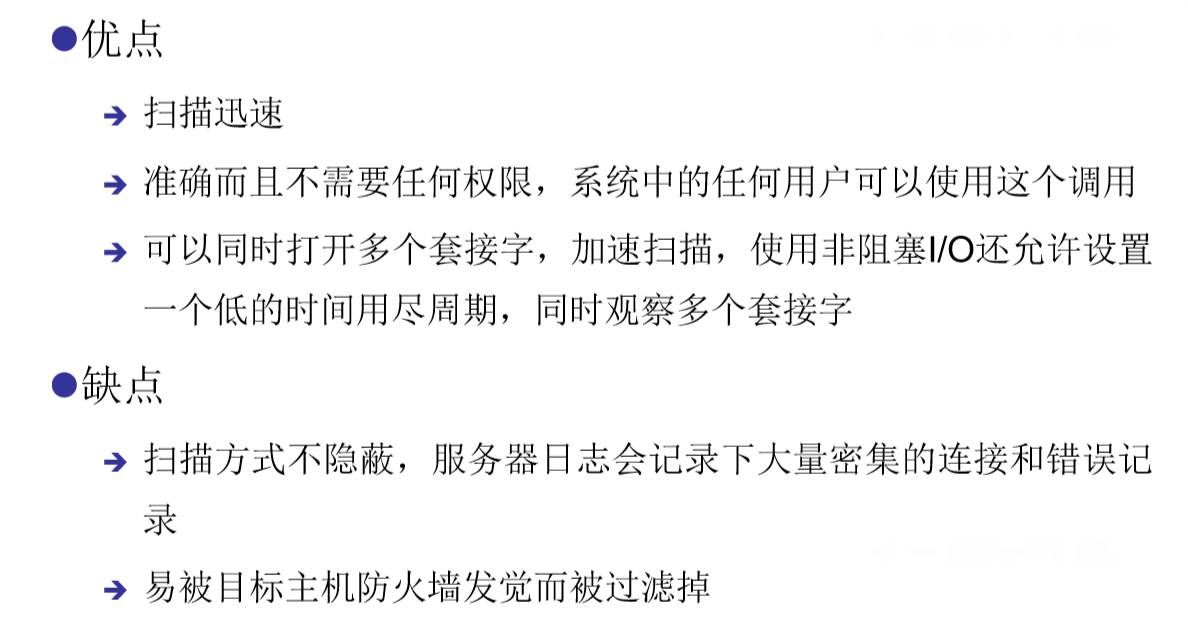 优点
扫描迅速
准确而且不需要任何权限，系统中的任何用户可以使用这个调用
可以同时打开多个套接字，加速扫描，使用非阻塞I/O还允许设置
一个低的时间用尽周期，同时观察多个套接字
缺点
扫描方式不隐蔽，服务器日志会记录下大量密集的连接和错误记
录
易被目标主机防火墙发觉而被过滤掉